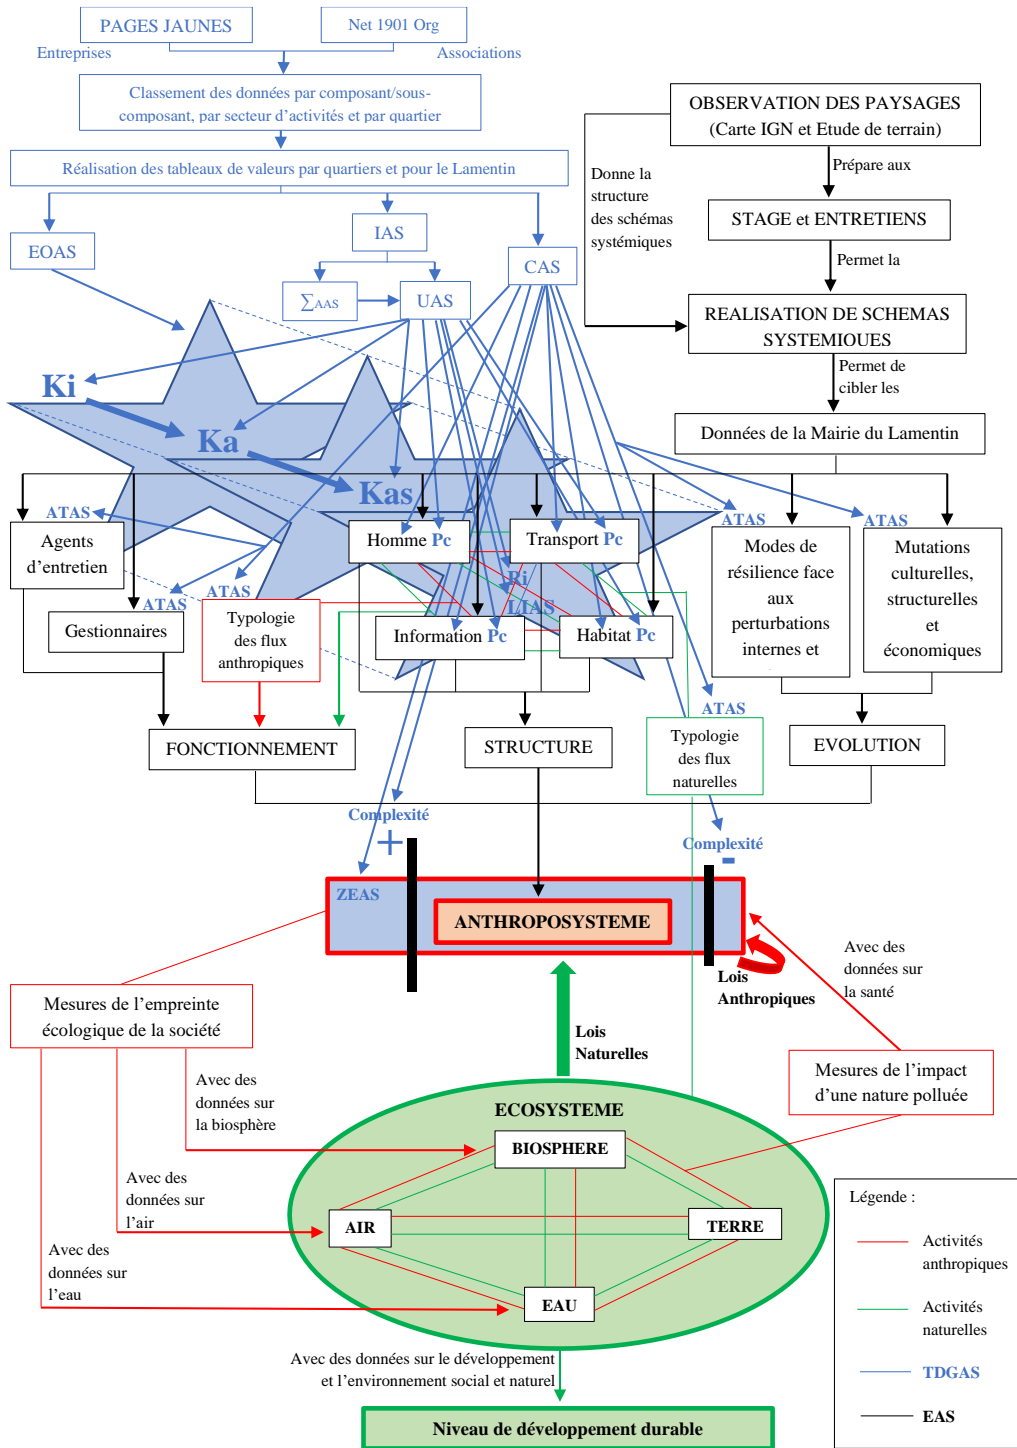 PAGES JAUNES
Net 1901 Org
Entreprises
Associations
Classement des données par composant/sous-
composant, par secteur d’activités et par quartier
Réalisation des tableaux de valeurs par quartiers et pour le Lamentin
EOAS
IAS
∑AAS
UAS
CAS
OBSERVATION DES PAYSAGES
(Carte IGN et Etude de terrain)
Donne la
structure
des schémas
systémiques
Prépare aux
STAGE et ENTRETIENS
Permet la
REALISATION DE SCHEMAS
SYSTEMIQUES
Permet de
cibler les
Données de la Mairie du Lamentin
Ki
Ka
Kas
ATAS
Agents
d’entretien
ATAS
Gestionnaires
ATAS
Typologie
des flux
anthropiques
Homme Pc
Transport Pc
Ri
LIAS
Information Pc
Habitat Pc
ATAS
Modes de
résilience face
aux
perturbations
internes et
ATAS
Mutations
culturelles,
structurelles
et
économiques
ATAS
Typologie
des flux
naturelles
FONCTIONNEMENT
STRUCTURE
EVOLUTION
Complexité
+
Complexité
-
ZEAS
ANTHROPOSYSTEME
Lois
Anthropiques
Avec des
données sur
la santé
Mesures de l’empreinte
écologique de la société
Lois
Naturelles
Mesures de l’impact
d’une nature polluée
Avec des
données sur
la biosphère
Avec des
données sur
l’air
Avec des
données sur
l’eau
ECOSYSTEME
BIOSPHERE
AIR
TERRE
EAU
Avec des données sur le développement
et l’environnement social et naturel
Niveau de développement durable
Légende :
Activités
anthropiques
Activités
naturelles
TDGAS
EAS